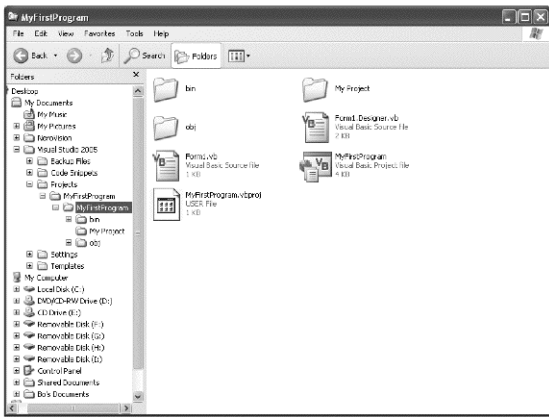 MyFirstProgram
File Edit View Favorites Tools Help
Back Search Folders
Folders
Desktop
My Documents
My Music
My Pictures
Norovision
Visual Studio 2005
Backup Files
Code Snippets
Projects
MyFirstProgram
MyFirstProgram
bin
My Project
obj
Settings
Templates
My Computer
Local Disk (C:)
DVD/CD-RW Drive (D:)
CD Drive (E:)
Removable Disk (F:)
Removable Disk (G:)
Removable Disk (H:)
Removable Disk (I:)
Control Panel
Shared Documents
Bo's Documents
bin
My Project
obj
Form1.Designer.vb
Visual Basic Source file
2 KB
Form1.vb
Visual Basic Source file
1 KB
MyFirstProgram
Visual Basic Project file
4 KB
MyFirstProgram.vbproj
USER File
1 KB